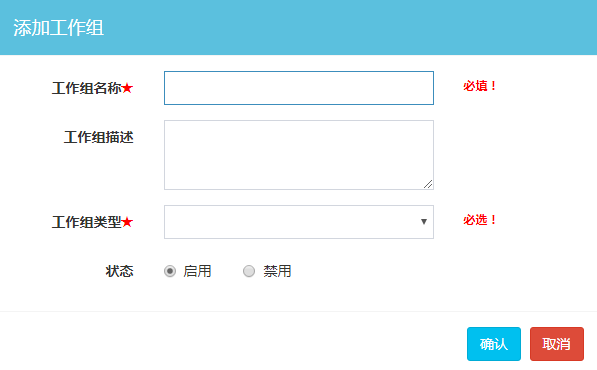 添加工作组
工作组名称★ 必填！
工作组描述
工作组类型★ 必选！
状态 启用 禁用
确认 取消